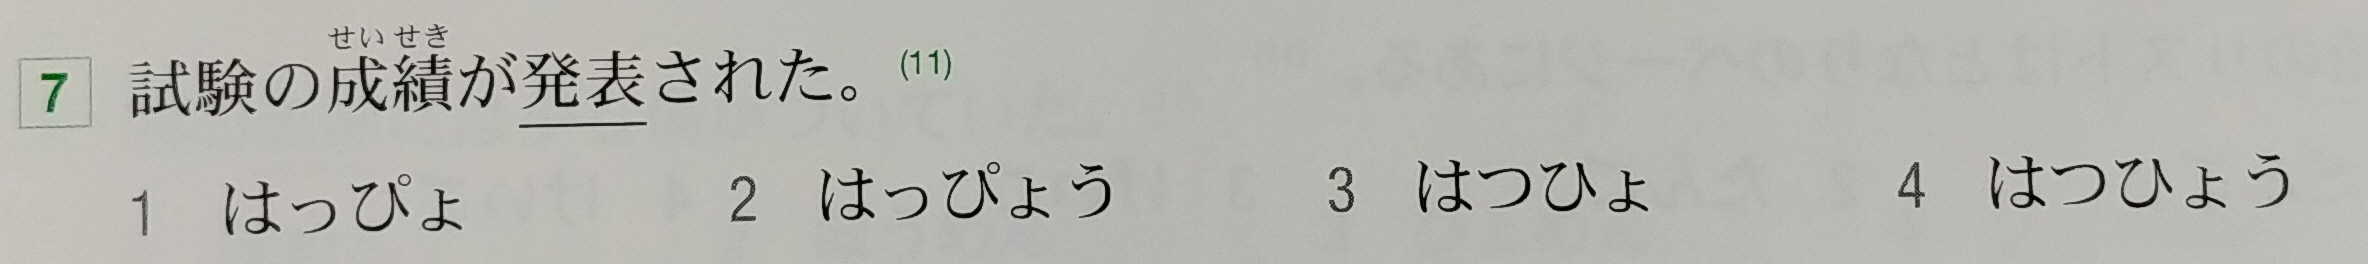 せいせき
7 試験の成績が発表された。(11)
1 はっぴょ 2 はっぴょう 3 はつひょ 4 はつひょう